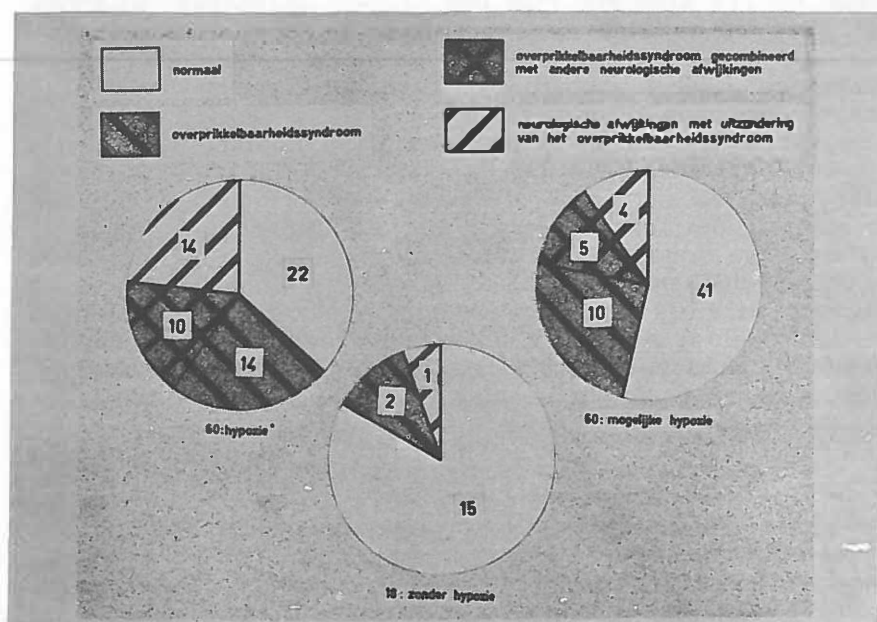 normaal
overprikkelbaarheidssyndroom
overprikkelbaarheidssyndroom gecombineerd
met andere neurologische afwijkingen
neurologische afwijkingen met uitzondering
van het overprikkelbaarheidssyndroom
14
22
10
14
60:hypoxie*
4
5
10
41
60: mogelijke hypoxie
1
2
15
18: zonder hypoxie